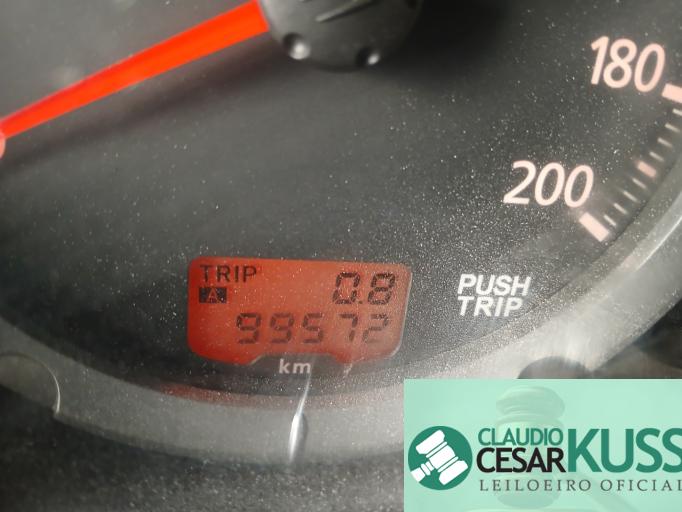 180
200
TRIP
A 0.8
99572
km
PUSH
TRIP
CLAUDIO
CESAR KUSS
LEILOEIRO OFICIAL